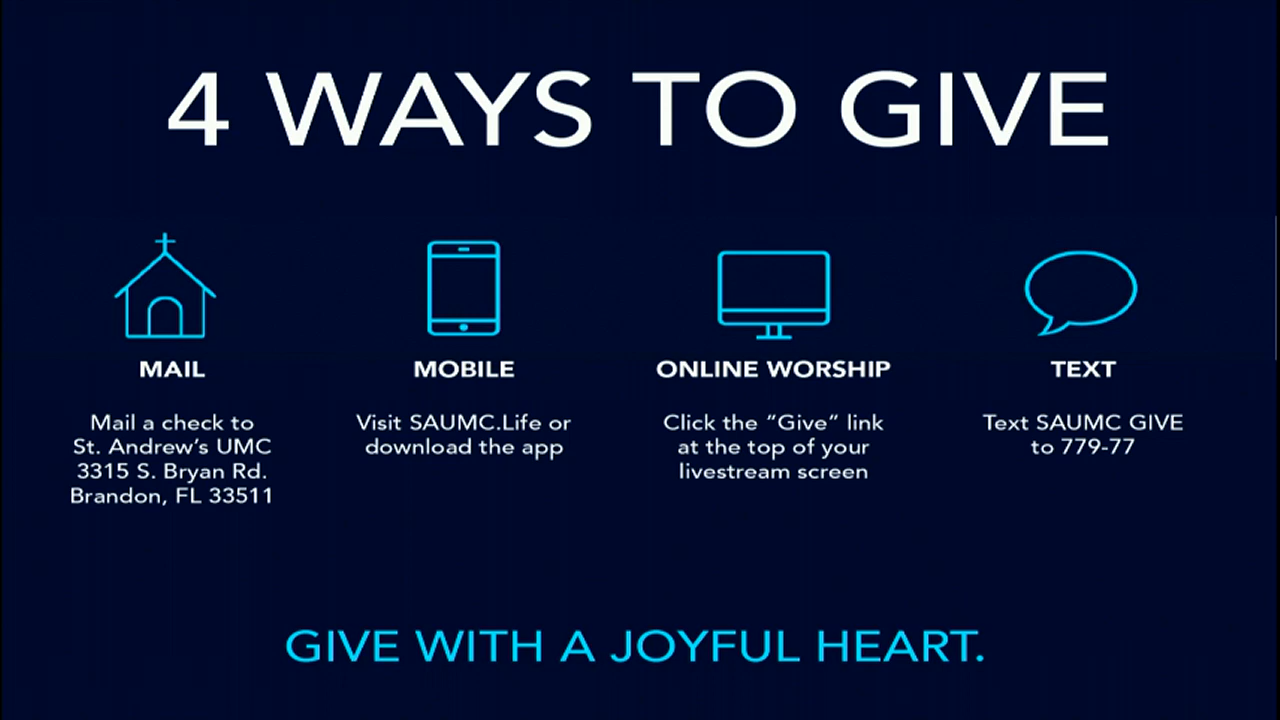 4 WAYS TO GIVE
MAIL
Mail a check to
St. Andrew’s UMC
3315 S. Bryan Rd.
Brandon, FL 33511
MOBILE
Visit SAUMC.Life or
download the app
ONLINE WORSHIP
Click the “Give” link
at the top of your
livestream screen
TEXT
Text SAUMC GIVE
to 779-77
GIVE WITH A JOYFUL HEART.